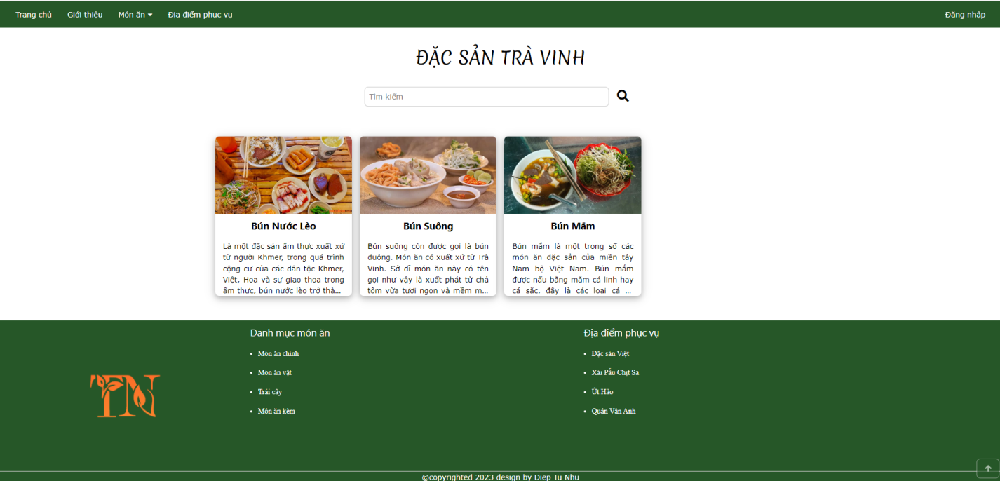 Trang chủ Giới thiệu Món ăn Địa điểm phục vụ Đăng nhập
ĐẶC SẢN TRÀ VINH
Tìm kiếm
Bún Nước Lèo
Là một đặc sản ẩm thực xuất xứ
từ người Khmer, trong quá trình
cộng cư của các dân tộc Khmer,
Việt, Hoa và sự giao thoa trong
ẩm thực, bún nước lèo trở thà...
Bún Suông
Bún suông còn được gọi là bún
đuông. Món ăn có xuất xứ từ Trà
Vinh. Sở dĩ món ăn này có tên
gọi như vậy là xuất phát từ chả
tôm vừa tươi ngon và mềm m...
Bún Mắm
Bún mắm là một trong số các
món ăn đặc sản của miền tây
Nam bộ Việt Nam. Bún mắm
được nấu bằng mắm cá linh hay
cá sặc, đây là các loại cá ...
TN
Danh mục món ăn
• Món ăn chính
• Món ăn vặt
• Trái cây
• Món ăn kèm
Địa điểm phục vụ
• Đặc sản Việt
• Xái Pấu Chịt Sa
• Út Hảo
• Quán Vân Anh
©copyrighted 2023 design by Diep Tu Nhu